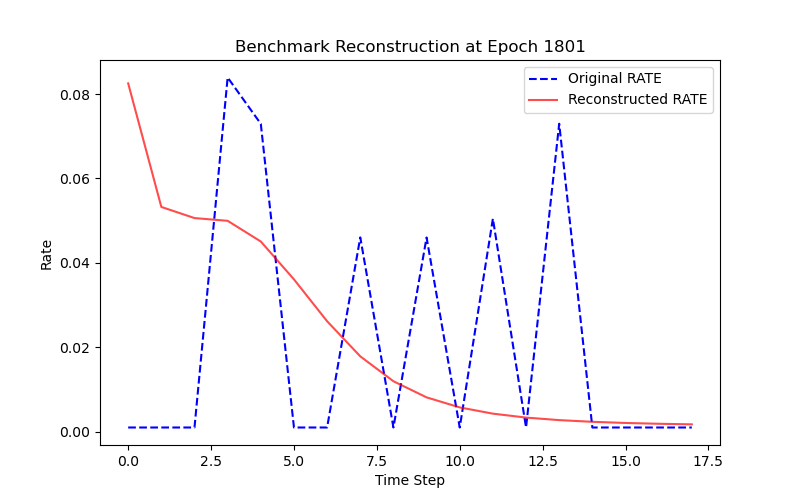 Benchmark Reconstruction at Epoch 1801
Original RATE
Reconstructed RATE
0.08
0.06
0.04
0.02
0.00
Rate
0.0 2.5 5.0 7.5 10.0 12.5 15.0 17.5
Time Step